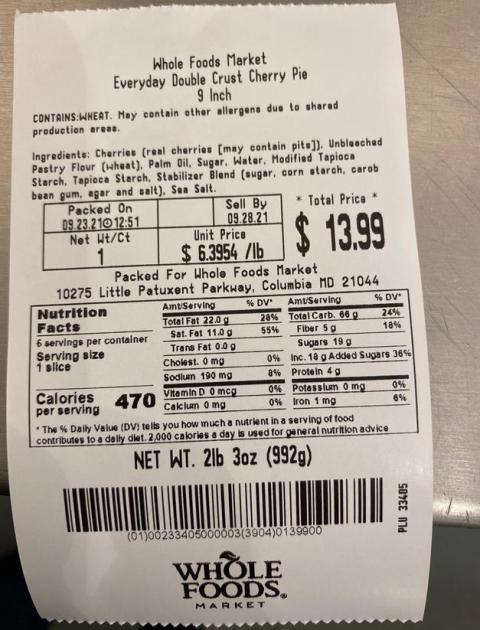 Whole Foods Market
Everyday Double Crust Cherry Pie
9 Inch
CONTAINS:WHEAT. May contain other allergens due to shared
production areas.
Ingredients: Cherries (real cherries [may contain pits]), Unbleached
Pastry Flour (wheat), Palm Oil, Sugar, Water, Modified Tapioca
Starch, Tapioca Starch, Stabilizer Blend (sugar, corn starch, carob
bean gum, agar and salt), Sea Salt.
Packed On
09.23.21⊙12:51
Sell By
09.28.21
* Total Price *
$ 13.99
Net Wt/Ct
1
Unit Price
$ 6.3954 /lb
Packed For Whole Foods Market
10275 Little Patuxent Parkway, Columbia MD 21044
Nutrition
Facts
6 servings per container
Serving size
1 slice
Calories
per serving 470
Amt/Serving % DV*
Total Fat 22.0 g 28%
Sat. Fat 11.0 g 55%
Trans Fat 0.0 g
Cholest. 0 mg 0%
Sodium 190 mg 8%
Vitamin D 0 mcg 0%
Calcium 0 mg 0%
Amt/Serving % DV*
Total Carb. 66 g 24%
Fiber 5 g 18%
Sugars 19 g
Inc. 18 g Added Sugars 36%
Protein 4 g
Potassium 0 mg 0%
Iron 1 mg 6%
* The % Daily Value (DV) tells you how much a nutrient in a serving of food
contributes to a daily diet. 2,000 calories a day is used for general nutrition advice
NET WT. 2lb 3oz (992g)
(01)00233405000003(3904)0139900
PLU 33405
WHOLE
FOODS®
MARKET